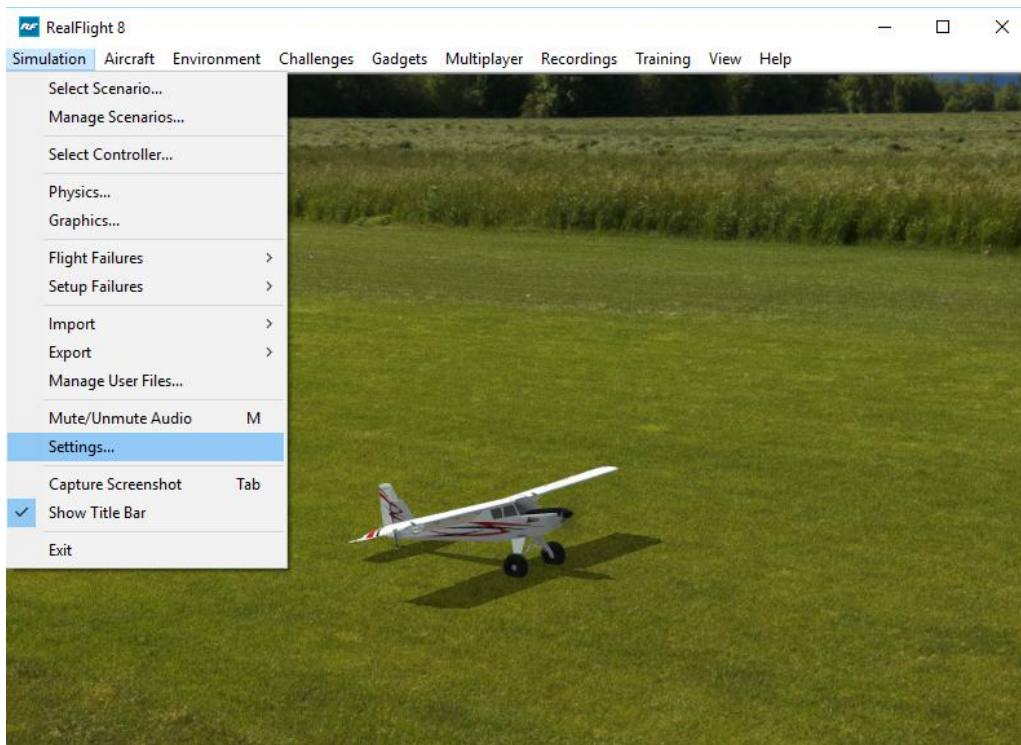 RF RealFlight 8
Simulation Aircraft Environment Challenges Gadgets Multiplayer Recordings Training View Help
Select Scenario...
Manage Scenarios...
Select Controller...
Physics...
Graphics...
Flight Failures
Setup Failures
Import
Export
Manage User Files...
Mute/Unmute Audio M
Settings...
Capture Screenshot Tab
Show Title Bar
Exit